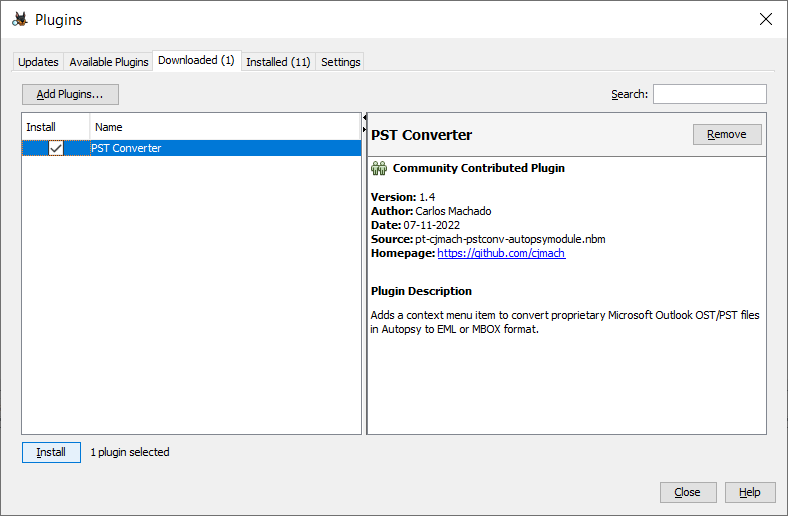 Plugins
Updates Available Plugins Downloaded (1) Installed (11) Settings
Add Plugins... Search:
Install Name
PST Converter
PST Converter Remove
Community Contributed Plugin
Version: 1.4
Author: Carlos Machado
Date: 07-11-2022
Source: pt-cjmach-pstconv-autopsymodule.nbm
Homepage: https://github.com/cjmach
Plugin Description
Adds a context menu item to convert proprietary Microsoft Outlook OST/PST files
in Autopsy to EML or MBOX format.
Install 1 plugin selected
Close Help